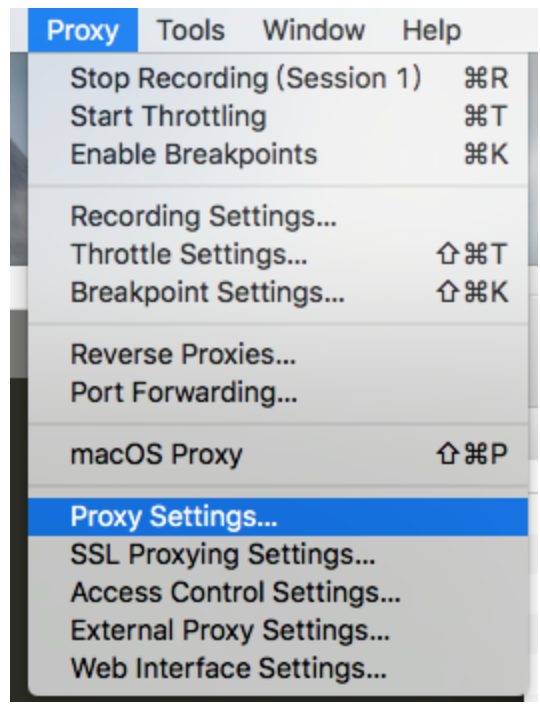 Proxy Tools Window Help
Stop Recording (Session 1) ⌘R
Start Throttling ⌘T
Enable Breakpoints ⌘K
Recording Settings...
Throttle Settings... ⇧⌘T
Breakpoint Settings... ⇧⌘K
Reverse Proxies...
Port Forwarding...
macOS Proxy ⇧⌘P
Proxy Settings...
SSL Proxying Settings...
Access Control Settings...
External Proxy Settings...
Web Interface Settings...